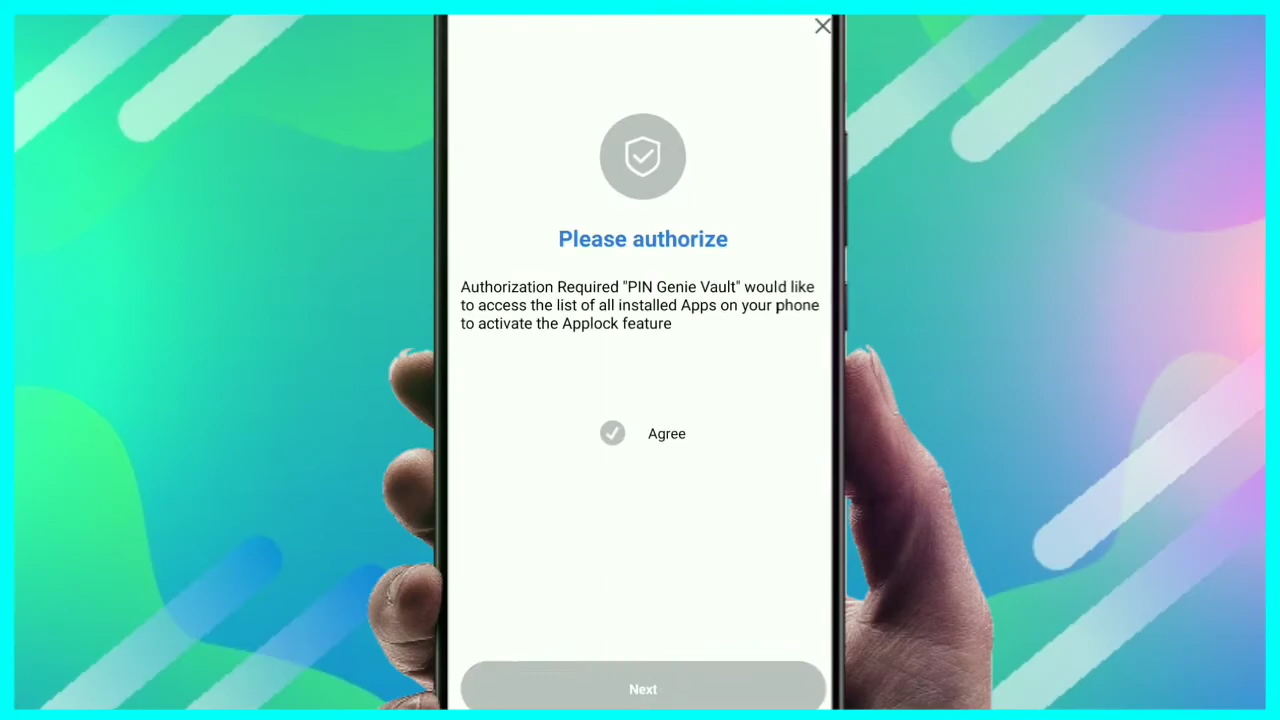 Please authorize
Authorization Required "PIN Genie Vault" would like
to access the list of all installed Apps on your phone
to activate the Applock feature
Agree
Next